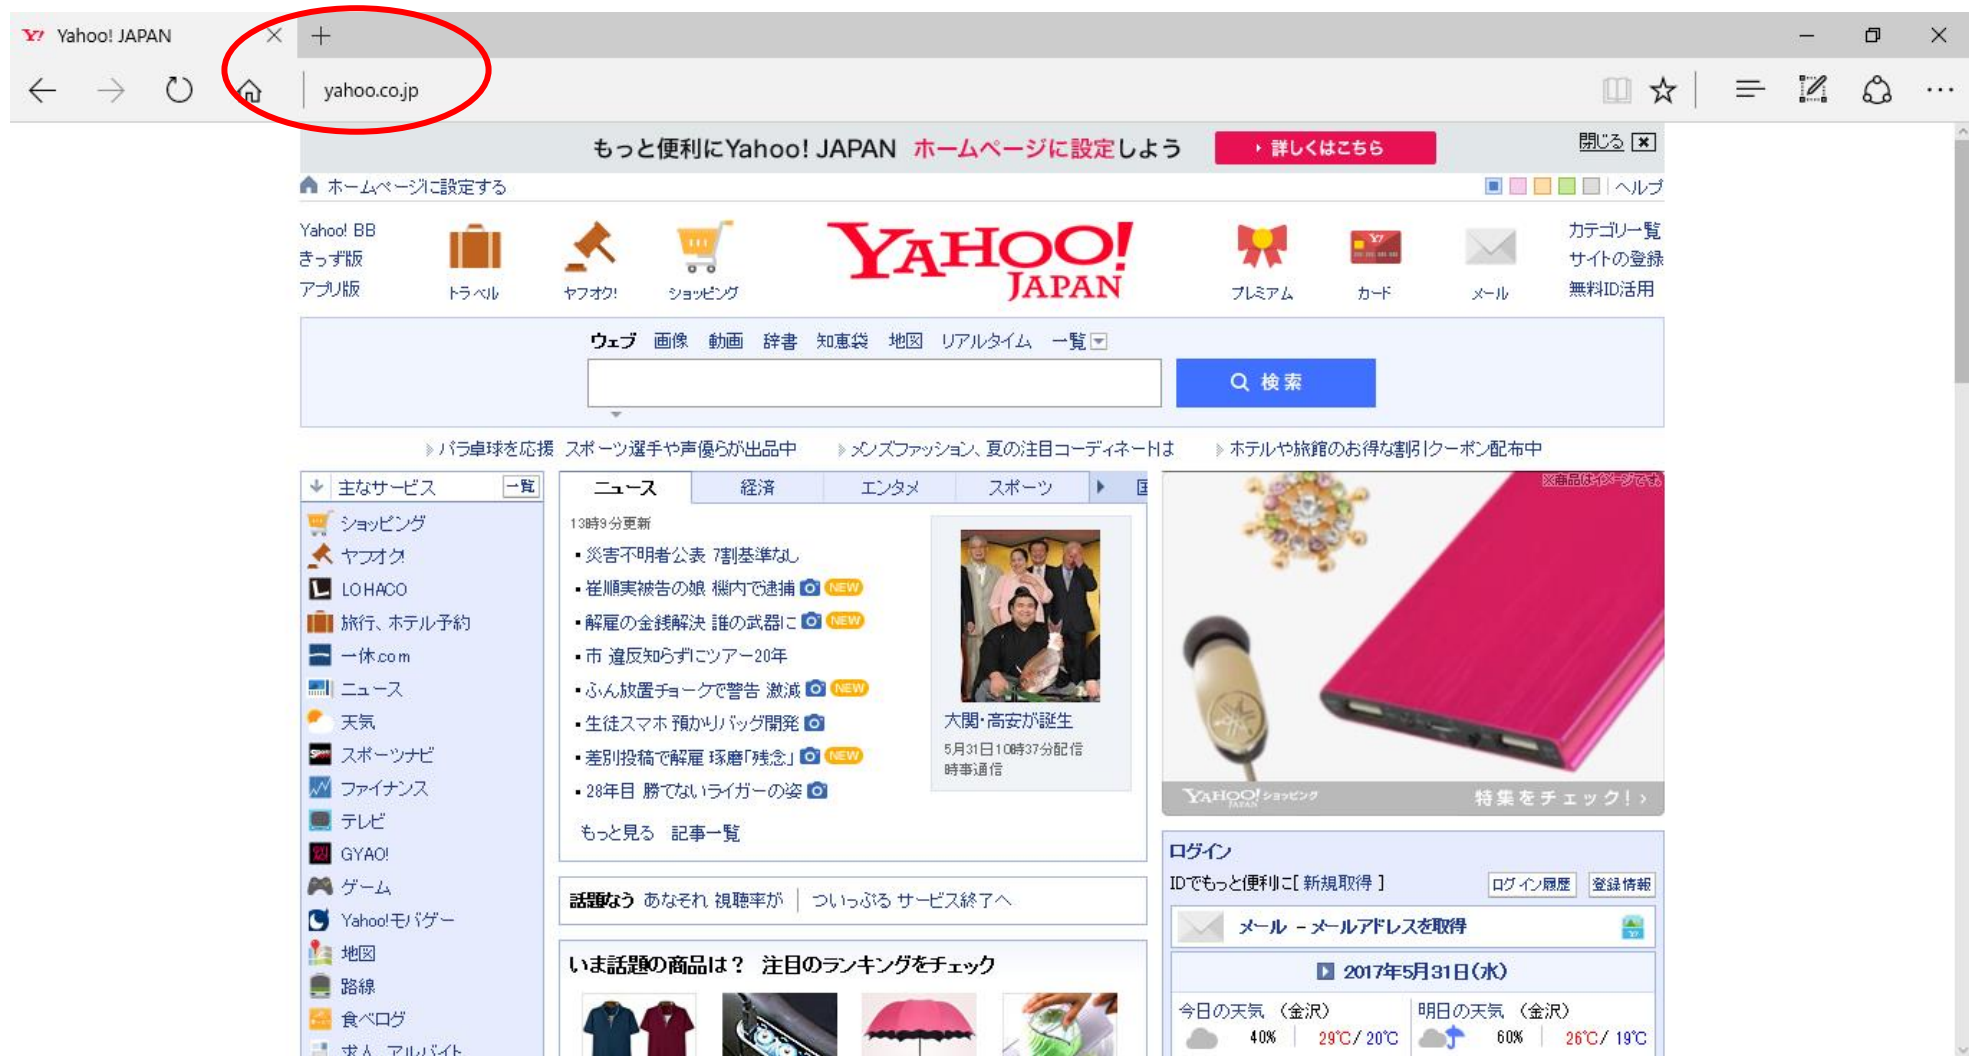 Yahoo! JAPAN
yahoo.co.jp
もっと便利にYahoo! JAPAN ホームページに設定しよう
詳しくはこちら
閉じる
ホームページに設定する
ヘルプ
Yahoo! BB
きっず版
アプリ版
トラベル
ヤフオク!
ショッピング
YAHOO!
JAPAN
プレミアム
カード
メール
カテゴリ一覧
サイトの登録
無料ID活用
ウェブ 画像 動画 辞書 知恵袋 地図 リアルタイム 一覧
検索
パラ卓球を応援 スポーツ選手や声優らが出品中
メンズファッション、夏の注目コーディネートは
ホテルや旅館のお得な割引クーポン配布中
主なサービス 一覧
ショッピング
ヤフオク!
LOHACO
旅行、ホテル予約
一休.com
ニュース
天気
スポーツナビ
ファイナンス
テレビ
GYAO!
ゲーム
Yahoo!モバゲー
地図
路線
食べログ
求人、アルバイト
ニュース 経済 エンタメ スポーツ
13時9分更新
災害不明者公表 7割基準なし
崔順実被告の娘 機内で逮捕 NEW
解雇の金銭解決 誰の武器に NEW
市 違反知らずにツアー20年
ふん放置チョークで警告 激減 NEW
生徒スマホ 預かりバッグ開発
差別投稿で解雇 琢磨「残念」 NEW
28年目 勝てないライガーの姿
もっと見る 記事一覧
大関・高安が誕生
5月31日10時37分配信
時事通信
話題なう あなそれ 視聴率が ついっぷる サービス終了へ
いま話題の商品は? 注目のランキングをチェック
※商品はイメージです。
YAHOO! JAPAN ショッピング
特集をチェック!
ログイン
IDでもっと便利に[ 新規取得 ]
ログイン履歴 登録情報
メール - メールアドレスを取得
2017年5月31日(水)
今日の天気 (金沢)
40% 29℃/ 20℃
明日の天気 (金沢)
60% 26℃/ 19℃